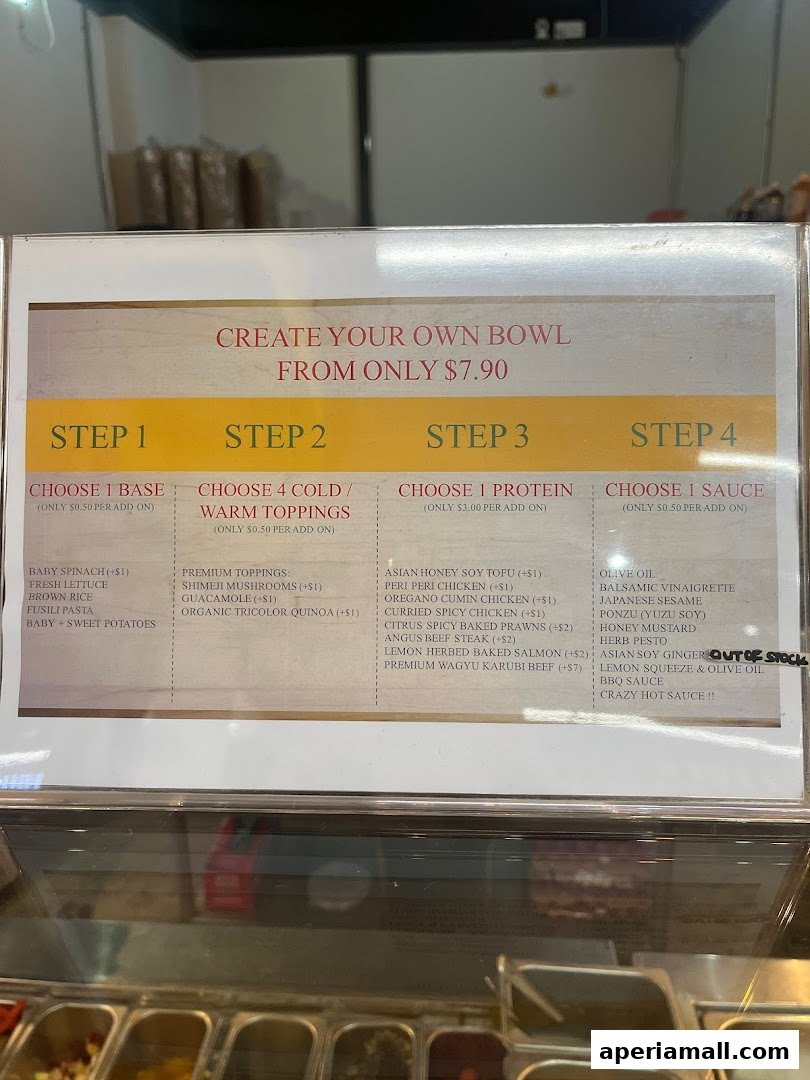 CREATE YOUR OWN BOWL
FROM ONLY $7.90
STEP 1
CHOOSE 1 BASE
(ONLY $0.50 PER ADD ON)
BABY SPINACH (+$1)
FRESH LETTUCE
BROWN RICE
FUSILI PASTA
BABY + SWEET POTATOES
STEP 2
CHOOSE 4 COLD /
WARM TOPPINGS
(ONLY $0.50 PER ADD ON)
PREMIUM TOPPINGS:
SHIMEJI MUSHROOMS (+$1)
GUACAMOLE (+$1)
ORGANIC TRICOLOR QUINOA (+$1)
STEP 3
CHOOSE 1 PROTEIN
(ONLY $3.00 PER ADD ON)
ASIAN HONEY SOY TOFU (+$1)
PERI PERI CHICKEN (+$1)
OREGANO CUMIN CHICKEN (+$1)
CURRIED SPICY CHICKEN (+$1)
CITRUS SPICY BAKED PRAWNS (+$2)
ANGUS BEEF STEAK (+$2)
LEMON HERBED BAKED SALMON (+$2)
PREMIUM WAGYU KARUBI BEEF (+$7)
STEP 4
CHOOSE 1 SAUCE
(ONLY $0.50 PER ADD ON)
OLIVE OIL
BALSAMIC VINAIGRETTE
JAPANESE SESAME
PONZU (YUZU SOY)
HONEY MUSTARD
HERB PESTO
ASIAN SOY GINGER OUT OF STOCK
LEMON SQUEEZE & OLIVE OIL
BBQ SAUCE
CRAZY HOT SAUCE !!
aperiamall.com